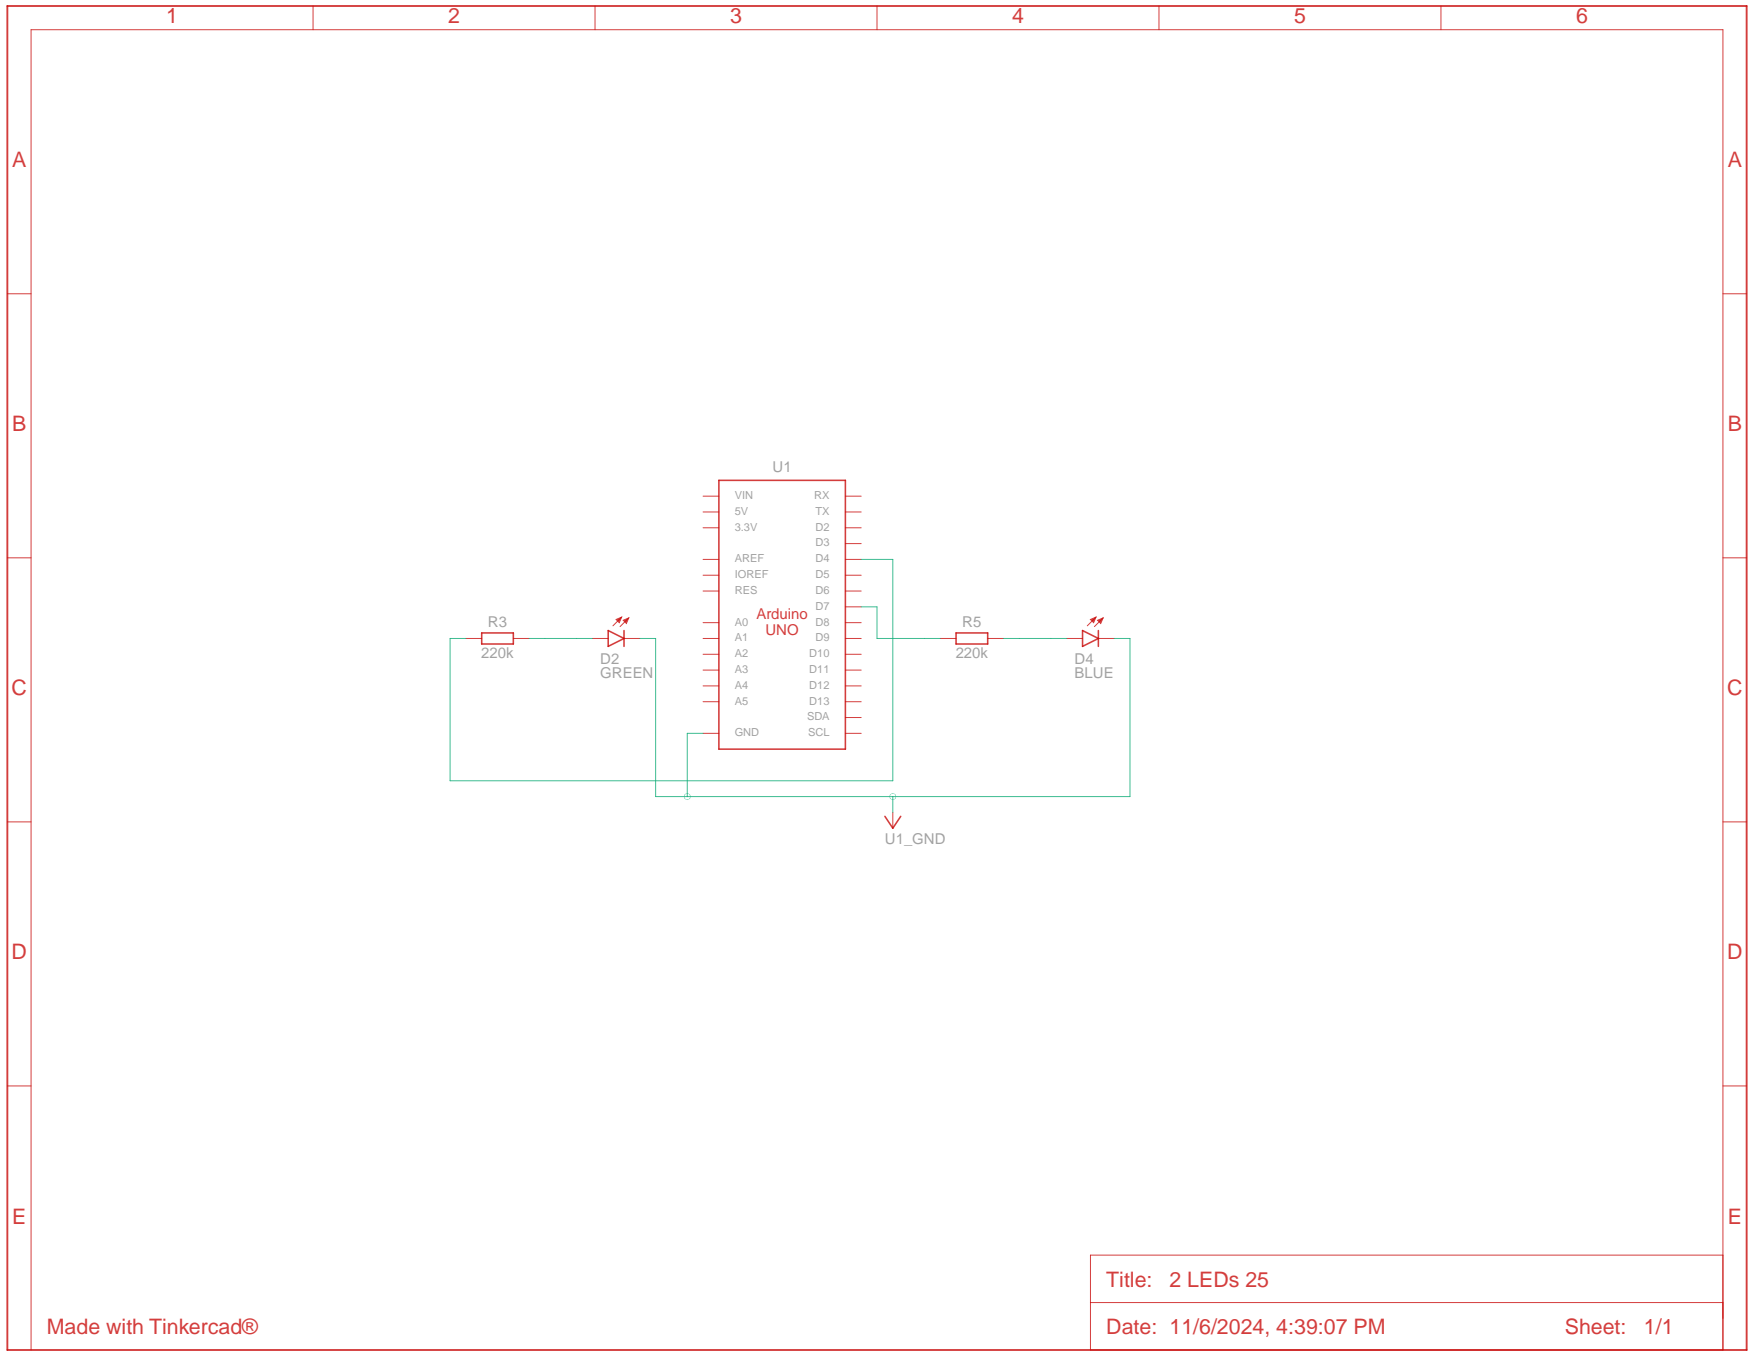 1 2 3 4 5 6
A A
B B
C C
D D
E E
U1
VIN RX
5V TX
3.3V D2
D3
AREF D4
IOREF D5
RES D6
D7
Arduino
UNO
A0 D8
A1 D9
A2 D10
A3 D11
A4 D12
A5 D13
SDA
GND SCL
R3
220k
D2
GREEN
R5
220k
D4
BLUE
U1_GND
Title: 2 LEDs 25
Made with Tinkercad®
Date: 11/6/2024, 4:39:07 PM Sheet: 1/1